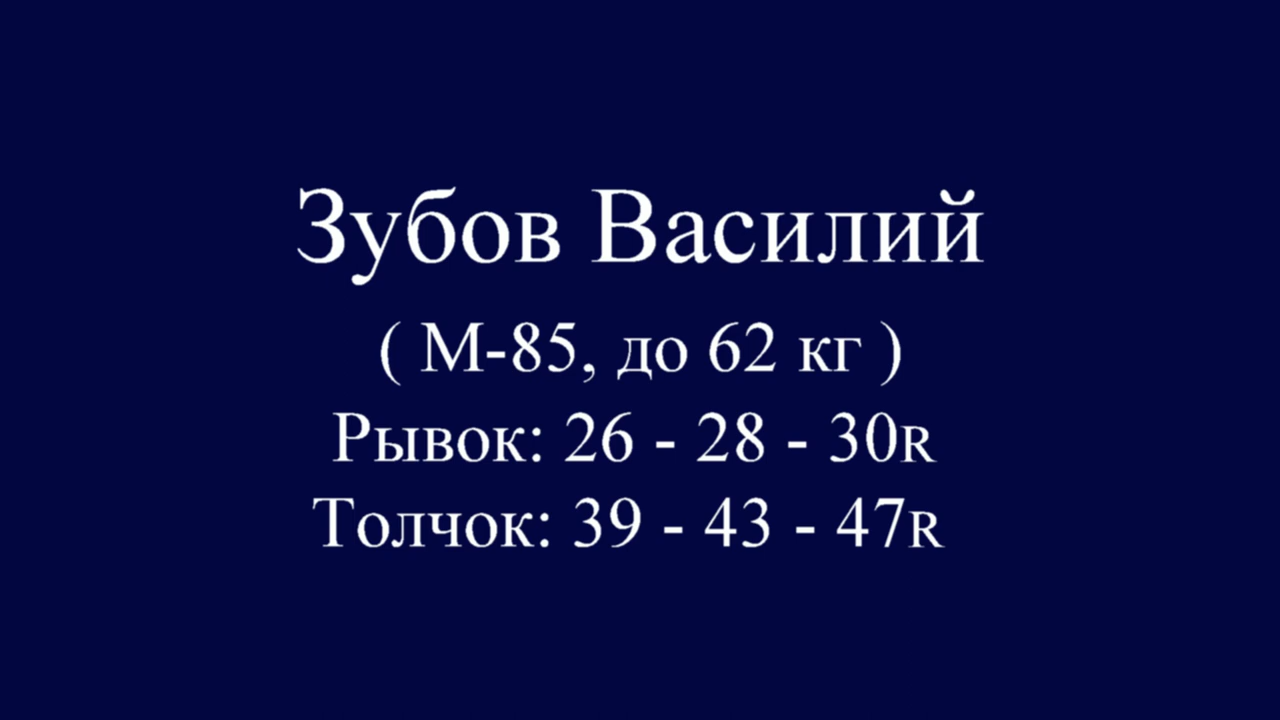 Зубов Василий
( М-85, до 62 кг )
Рывок: 26 - 28 - 30R
Толчок: 39 - 43 - 47R